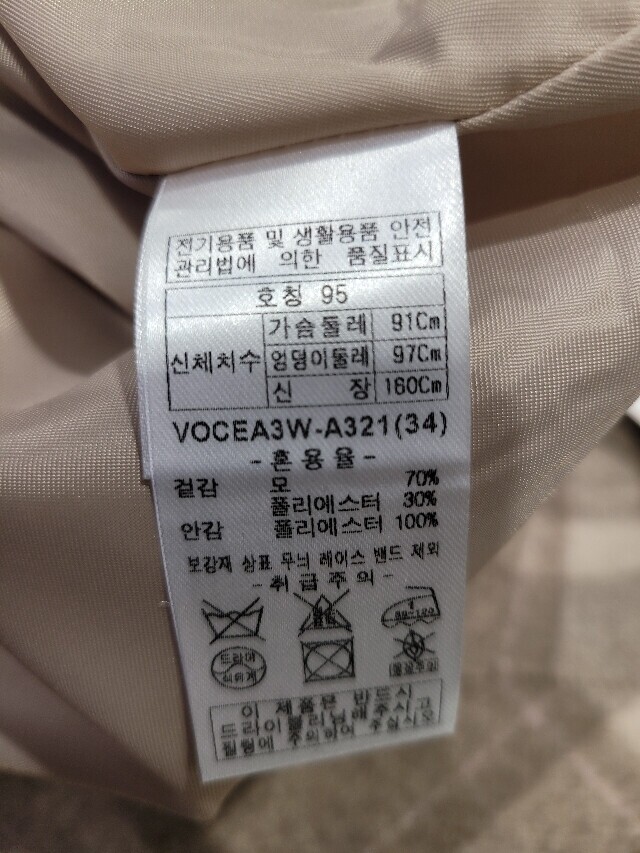 전기용품 및 생활용품 안전
관리법에 의한 품질표시
호칭 95
신체치수
가슴둘레 91Cm
엉덩이둘레 97Cm
신 장 160Cm
VOCEA3W-A321(34)
-혼용율-
겉감 모 70%
폴리에스터 30%
안감 폴리에스터 100%
보강재 상표 무늬 레이스 밴드 제외
-취급주의-
드라이
이 제품은 반드시
드라이클리닝해주시고
필링에 주의하여 주십시오